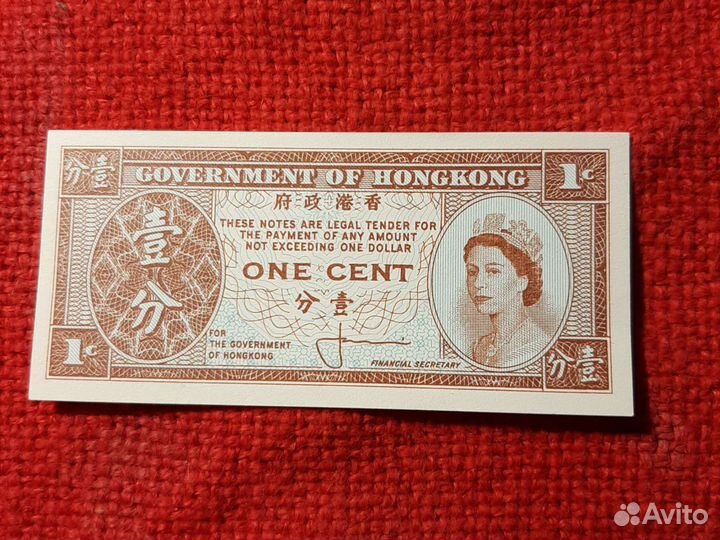 分壹
GOVERNMENT OF HONGKONG
1c
府政港香
THESE NOTES ARE LEGAL TENDER FOR
THE PAYMENT OF ANY AMOUNT
NOT EXCEEDING ONE DOLLAR
壹
分
ONE CENT
分壹
FOR
THE GOVERNMENT
OF HONGKONG
FINANCIAL SECRETARY
1c
分壹
Avito